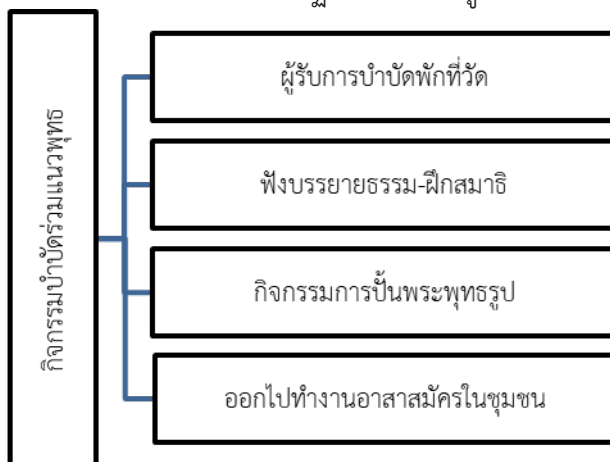 กิจกรรมบำบัดร่วมแนวพุทธ
ผู้รับการบำบัดพักที่วัด
ฟังบรรยายธรรม-ฝึกสมาธิ
กิจกรรมการปั้นพระพุทธรูป
ออกไปทำงานอาสาสมัครในชุมชน